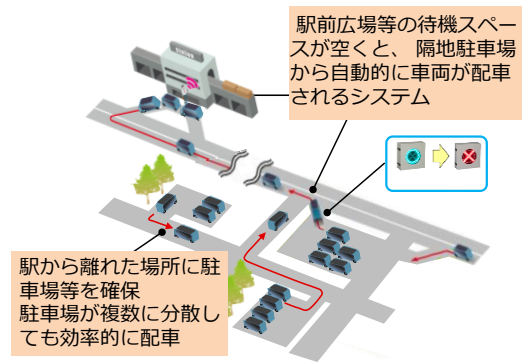 駅前広場等の待機スペー
スが空くと、 隔地駐車場
から自動的に車両が配車
されるシステム
駅から離れた場所に駐
車場等を確保
駐車場が複数に分散し
ても効率的に配車